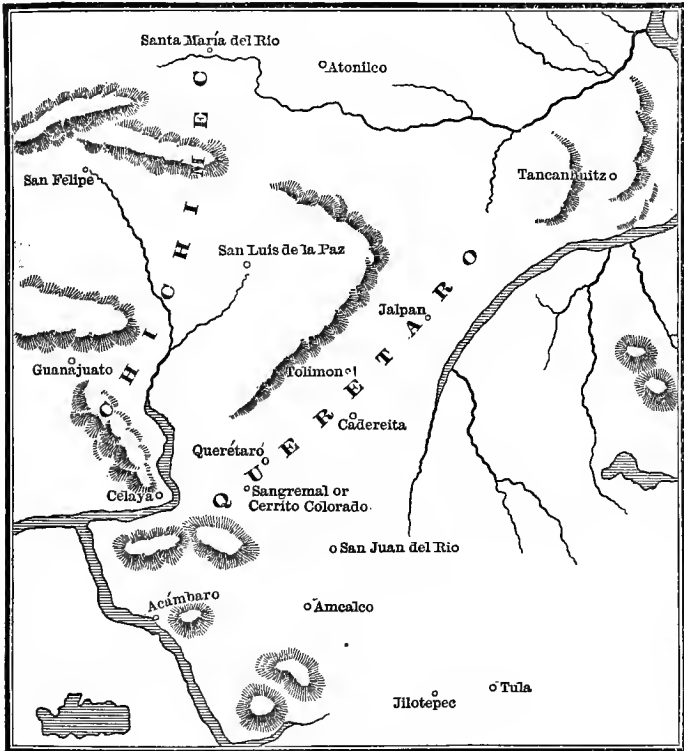 Santa María del Rio
Atonilco
CHICHIMEC
San Felipe
Tancanhuitz
San Luis de la Paz
QUERETARO
Jalpan
Guanajuato
Tolimon
Cadereita
Querétaro
Celaya
Sangremal or
Cerrito Colorado
San Juan del Rio
Acámbaro
Amcalco
Jilotepec
Tula